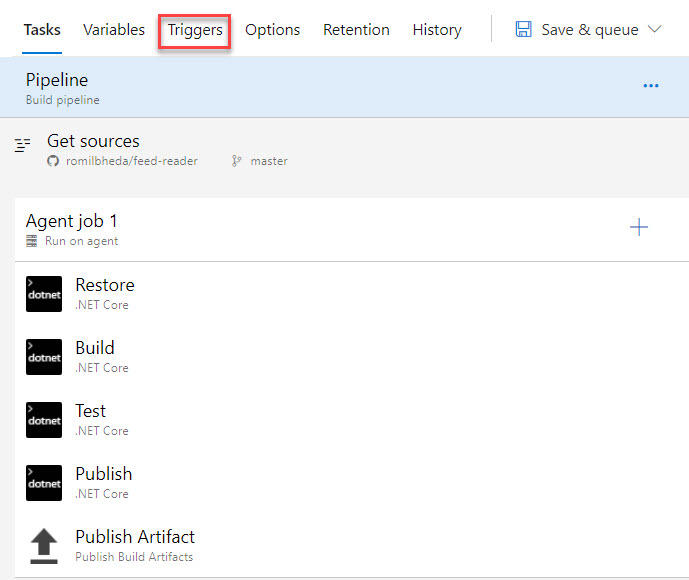 Tasks Variables Triggers Options Retention History Save & queue
Pipeline
Build pipeline
Get sources
romilbheda/feed-reader master
Agent job 1
Run on agent
dotnet
Restore
.NET Core
dotnet
Build
.NET Core
dotnet
Test
.NET Core
dotnet
Publish
.NET Core
Publish Artifact
Publish Build Artifacts